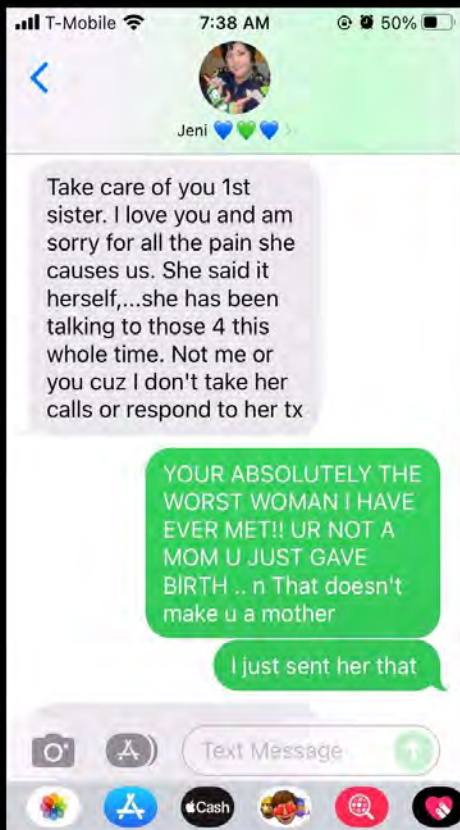 T-Mobile 7:38 AM 50%
Jeni 💙💚💙
Take care of you 1st
sister. I love you and am
sorry for all the pain she
causes us. She said it
herself,...she has been
talking to those 4 this
whole time. Not me or
you cuz I don't take her
calls or respond to her tx
YOUR ABSOLUTELY THE
WORST WOMAN I HAVE
EVER MET!! UR NOT A
MOM U JUST GAVE
BIRTH .. n That doesn't
make u a mother
I just sent her that
Text Message
Cash